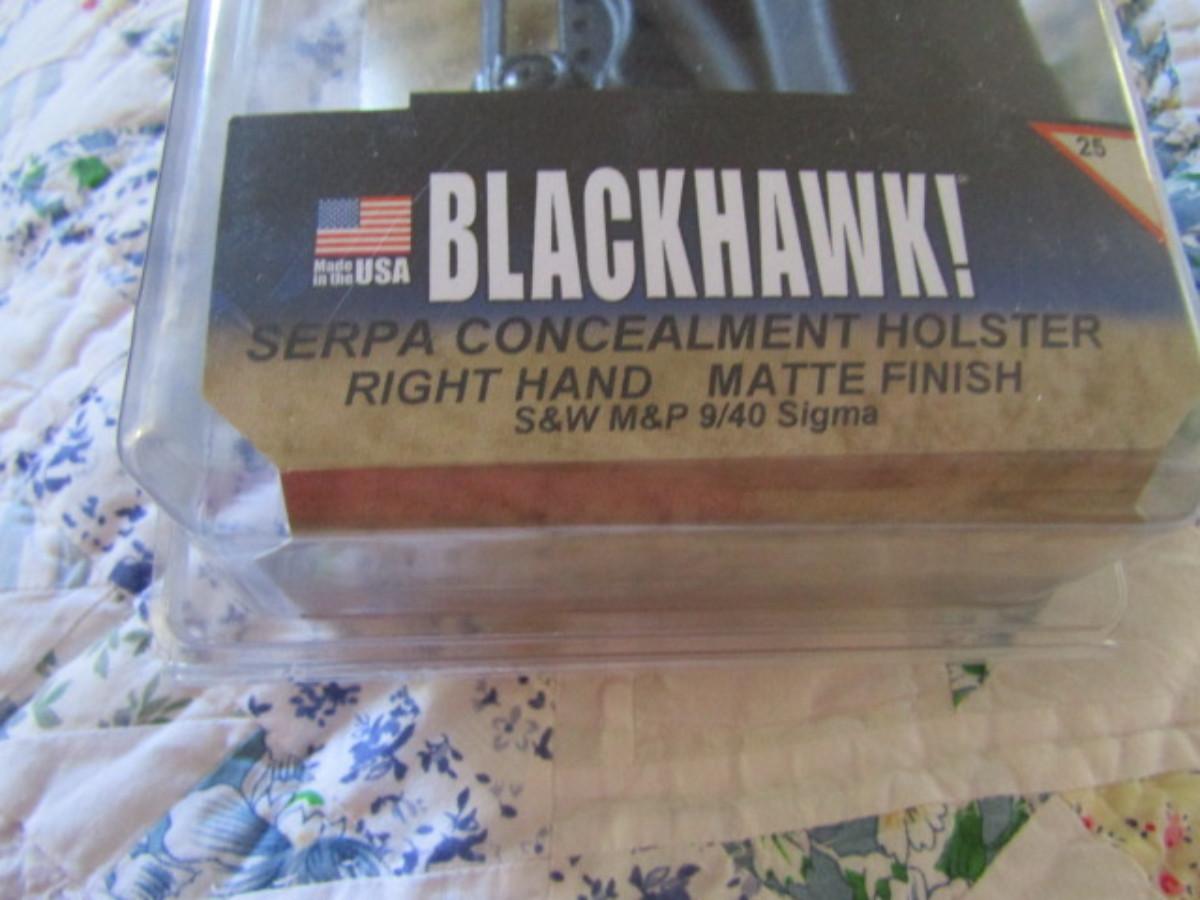 25
BLACKHAWK!
Made
in the USA
SERPA CONCEALMENT HOLSTER
RIGHT HAND MATTE FINISH
S&W M&P 9/40 Sigma